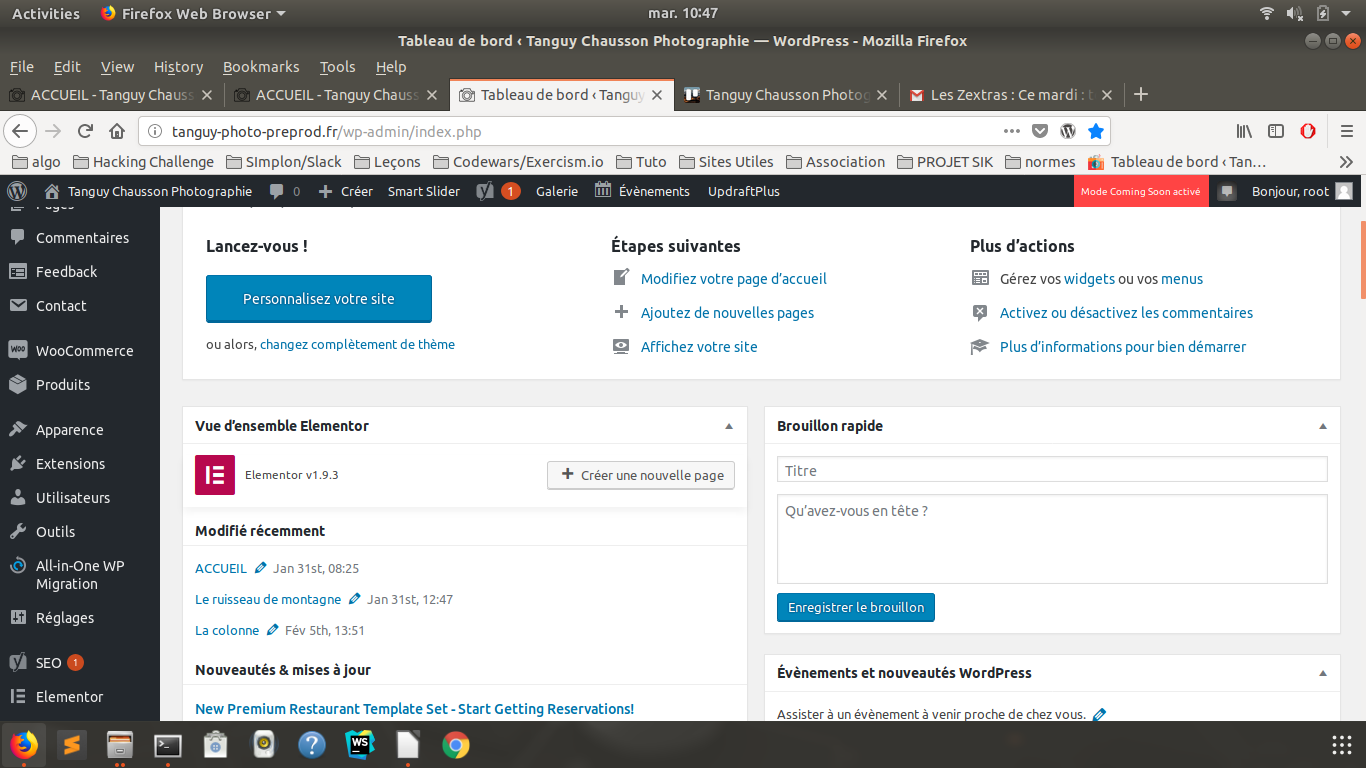 Activities Firefox Web Browser mar. 10:47
Tableau de bord ‹ Tanguy Chausson Photographie — WordPress - Mozilla Firefox
File Edit View History Bookmarks Tools Help
ACCUEIL - Tanguy Chauss ACCUEIL - Tanguy Chauss Tableau de bord ‹ Tanguy Tanguy Chausson Photog Les Zextras : Ce mardi : t
tanguy-photo-preprod.fr/wp-admin/index.php
algo Hacking Challenge SImplon/Slack Leçons Codewars/Exercism.io Tuto Sites Utiles Association PROJET SIK normes Tableau de bord ‹ Tan…
Tanguy Chausson Photographie 0 Créer Smart Slider 1 Galerie Évènements UpdraftPlus Mode Coming Soon activé Bonjour, root
Pages
Commentaires
Feedback
Contact
WooCommerce
Produits
Apparence
Extensions
Utilisateurs
Outils
All-in-One WP
Migration
Réglages
SEO 1
Elementor
Lancez-vous !
Personnalisez votre site
ou alors, changez complètement de thème
Étapes suivantes
Modifiez votre page d’accueil
Ajoutez de nouvelles pages
Affichez votre site
Plus d’actions
Gérez vos widgets ou vos menus
Activez ou désactivez les commentaires
Plus d’informations pour bien démarrer
Vue d’ensemble Elementor
Elementor v1.9.3
Créer une nouvelle page
Modifié récemment
ACCUEIL Jan 31st, 08:25
Le ruisseau de montagne Jan 31st, 12:47
La colonne Fév 5th, 13:51
Nouveautés & mises à jour
New Premium Restaurant Template Set - Start Getting Reservations!
Brouillon rapide
Titre
Qu’avez-vous en tête ?
Enregistrer le brouillon
Évènements et nouveautés WordPress
Assister à un évènement à venir proche de chez vous.
WS